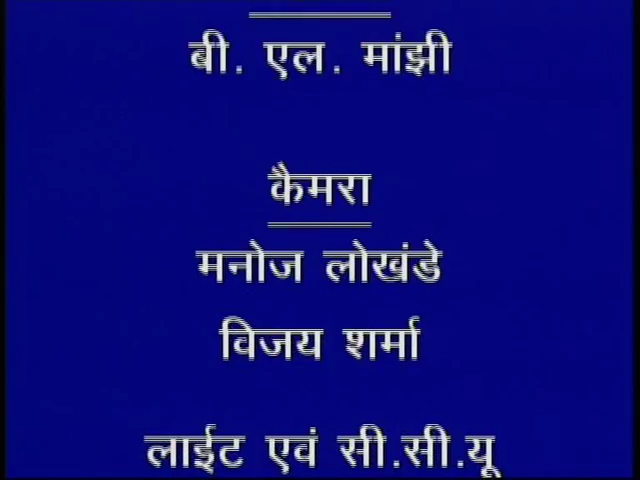 बी. एल. मांझी
कैमरा
मनोज लोखंडे
विजय शर्मा
लाईट एवं सी.सी.यू